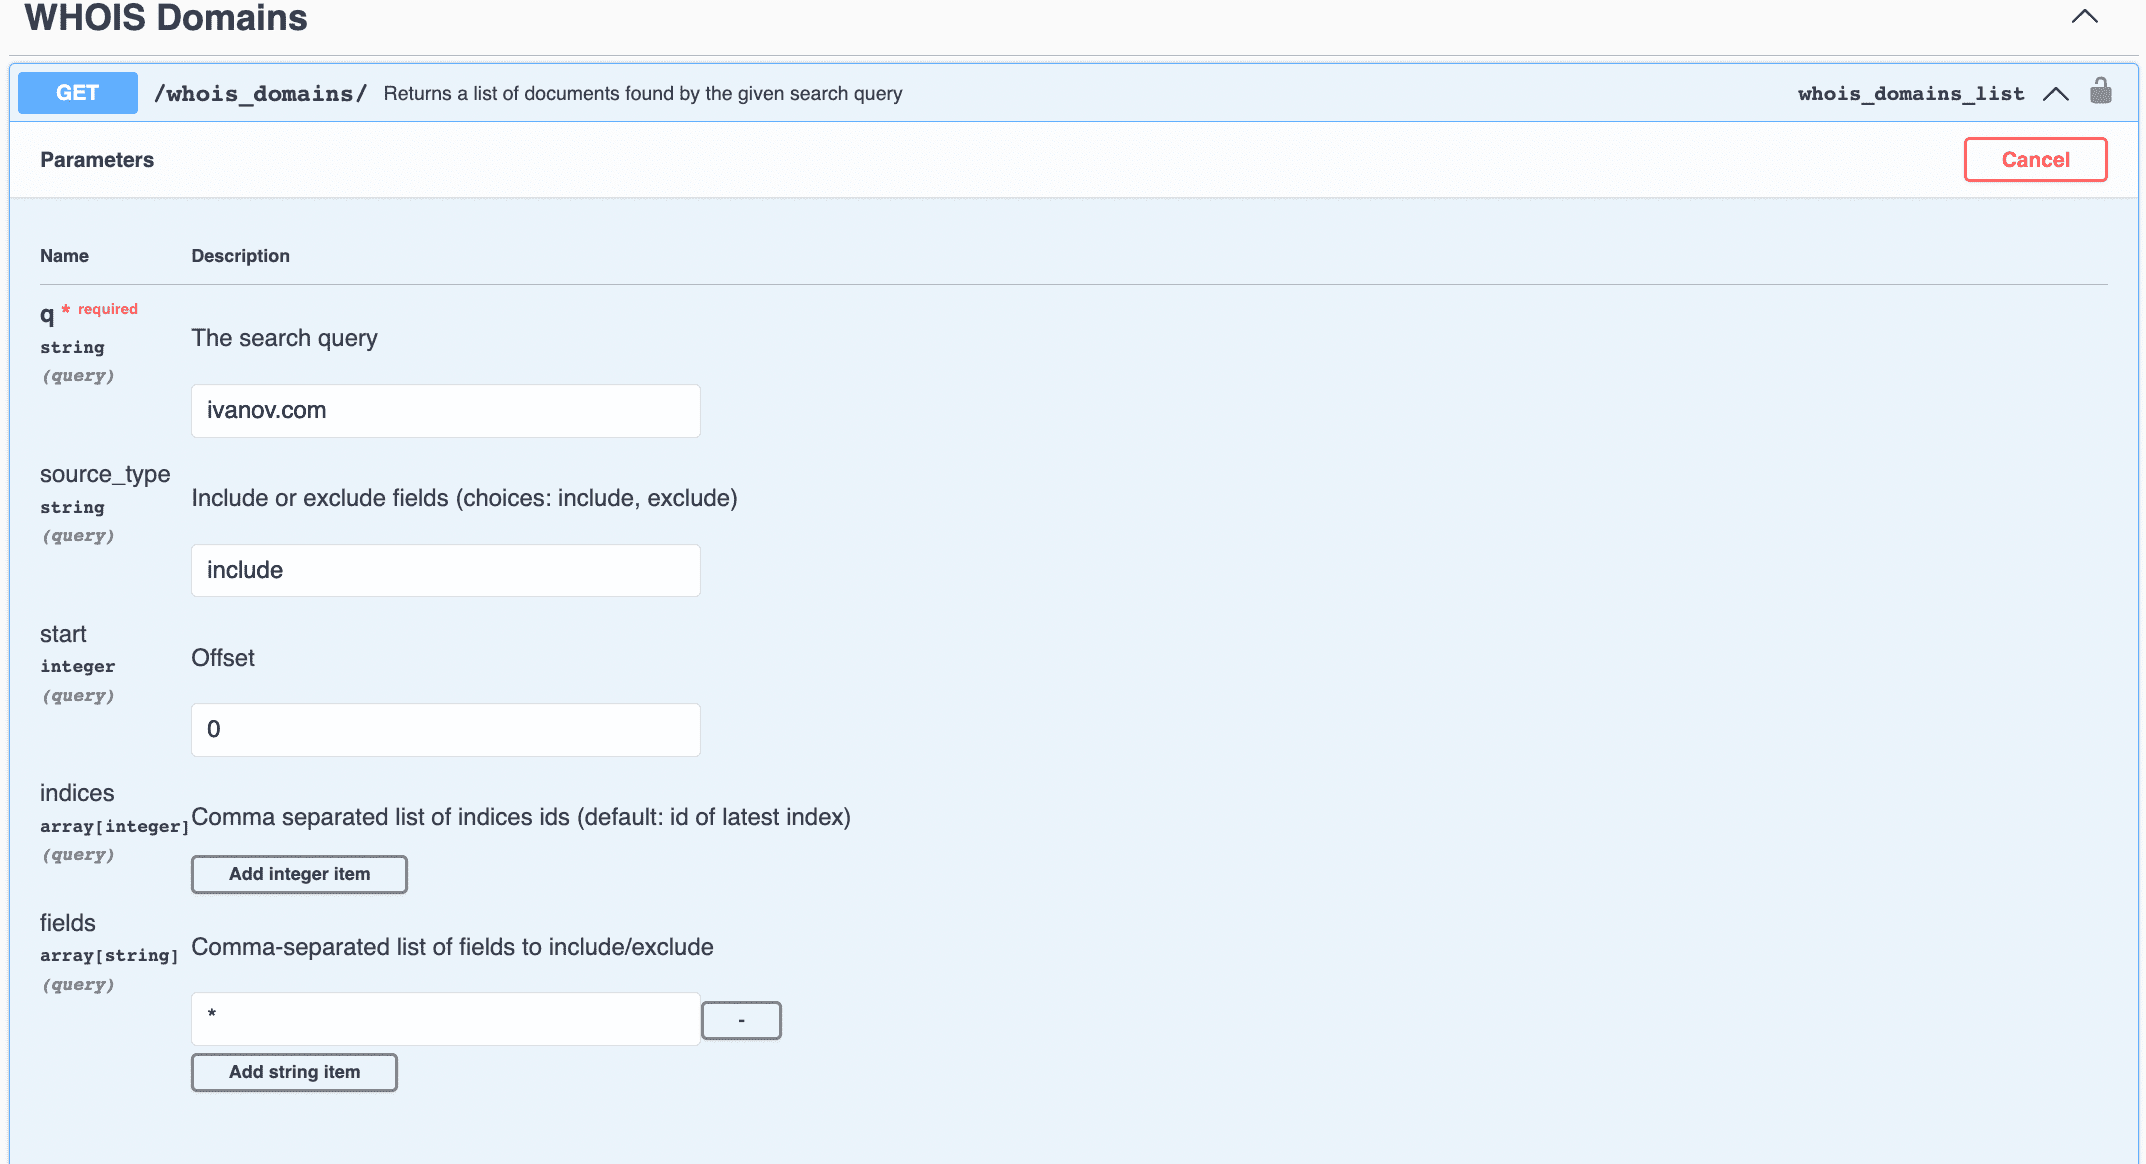 WHOIS Domains
GET /whois_domains/ Returns a list of documents found by the given search query whois_domains_list
Parameters
Cancel
Name Description
q * required
string
(query)
The search query
ivanov.com
source_type
string
(query)
Include or exclude fields (choices: include, exclude)
include
start
integer
(query)
Offset
0
indices
array[integer]
(query)
Comma separated list of indices ids (default: id of latest index)
Add integer item
fields
array[string]
(query)
Comma-separated list of fields to include/exclude
*
-
Add string item